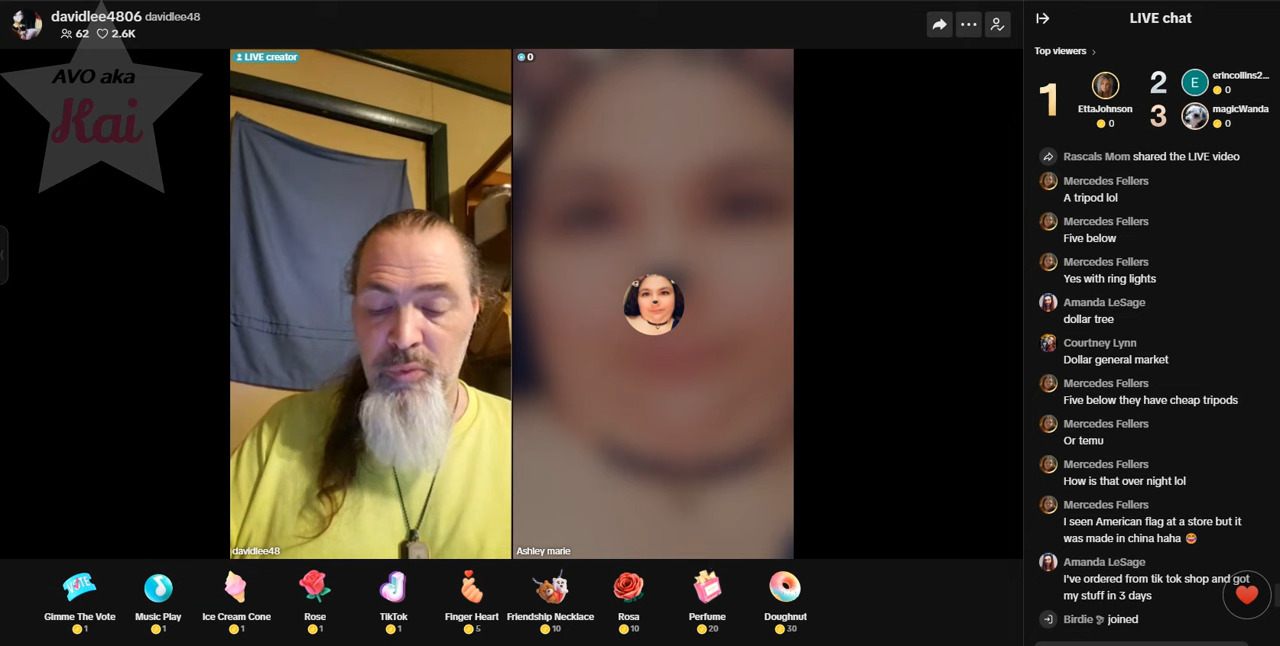 davidlee4806 davidlee48
62 2.6K
AVO aka
Kai
LIVE creator
0
davidlee48
Ashley marie
Gimme The Vote
1
Music Play
1
Ice Cream Cone
1
Rose
1
TikTok
1
Finger Heart
5
Friendship Necklace
10
Rosa
10
Perfume
20
Doughnut
30
LIVE chat
Top viewers
1
EttaJohnson
0
2
E
erincollins2...
0
3
magicWanda
0
Rascals Mom shared the LIVE video
Mercedes Fellers
A tripod lol
Mercedes Fellers
Five below
Mercedes Fellers
Yes with ring lights
Amanda LeSage
dollar tree
Courtney Lynn
Dollar general market
Mercedes Fellers
Five below they have cheap tripods
Mercedes Fellers
Or temu
Mercedes Fellers
How is that over night lol
Mercedes Fellers
I seen American flag at a store but it
was made in china haha 😄
Amanda LeSage
I've ordered from tik tok shop and got
my stuff in 3 days
Birdie joined